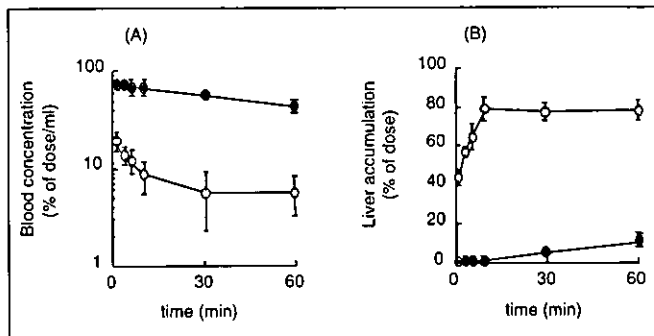 (A)
Blood concentration
(% of dose/ml)
100
10
1
0
30
60
time (min)
(B)
Liver accumulation
(% of dose)
100
80
60
40
20
0
0
30
60
time (min)